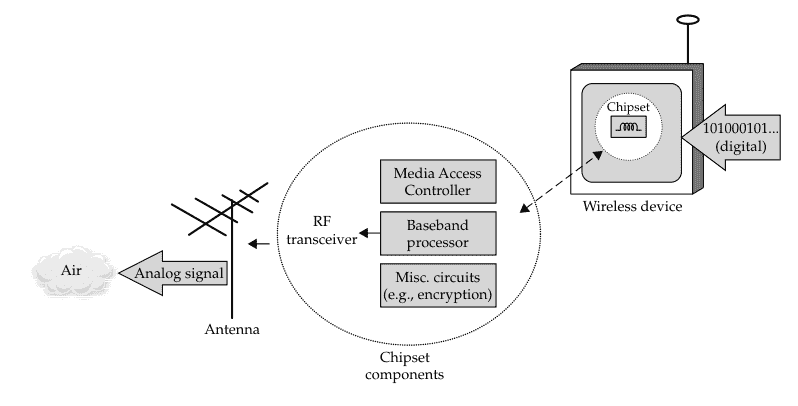 Chipset
101000101...
(digital)
Wireless device
Media Access
Controller
RF
transceiver
Baseband
processor
Misc. circuits
(e.g., encryption)
Air
Analog signal
Antenna
Chipset
components